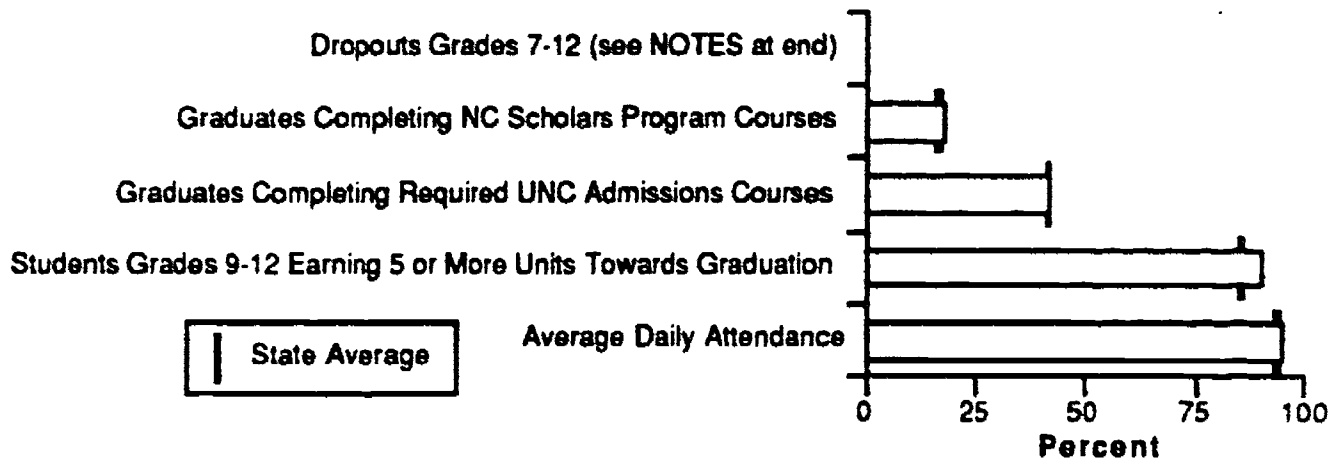 Dropouts Grades 7-12 (see NOTES at end)
Graduates Completing NC Scholars Program Courses
Graduates Completing Required UNC Admissions Courses
Students Grades 9-12 Earning 5 or More Units Towards Graduation
Average Daily Attendance
State Average
0 25 50 75 100
Percent